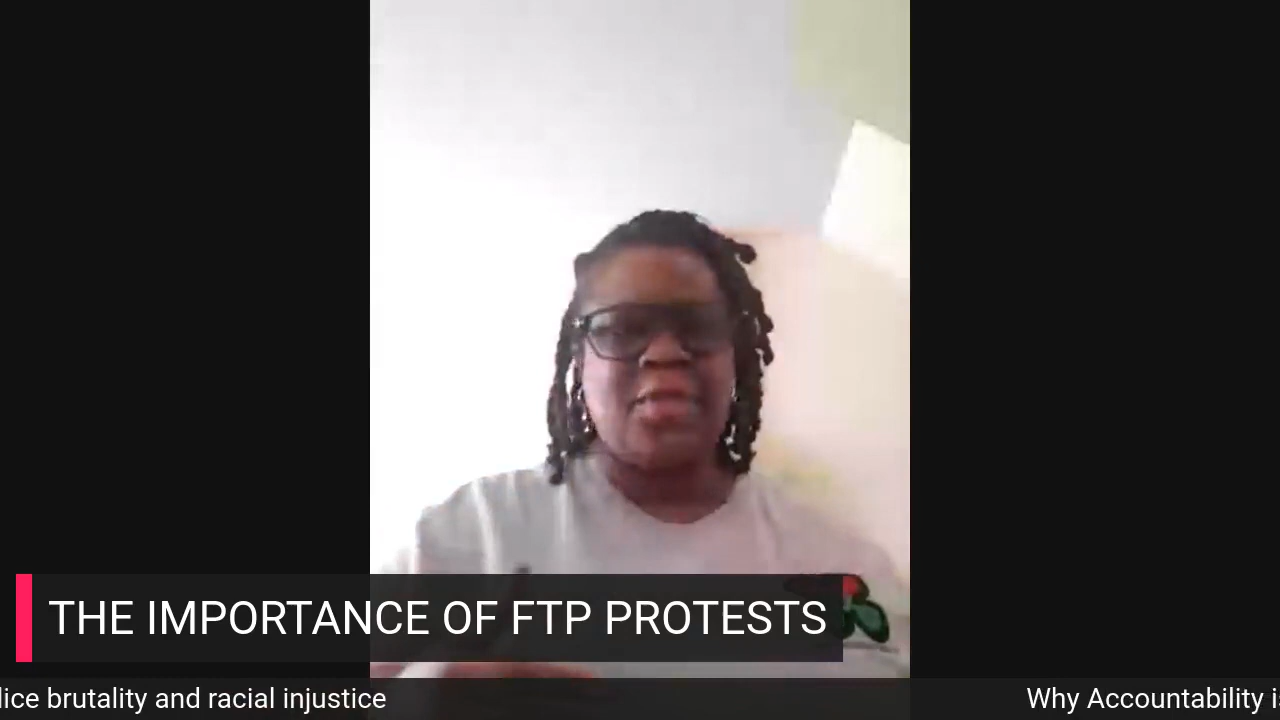 THE IMPORTANCE OF FTP PROTESTS
lice brutality and racial injustice
Why Accountability i